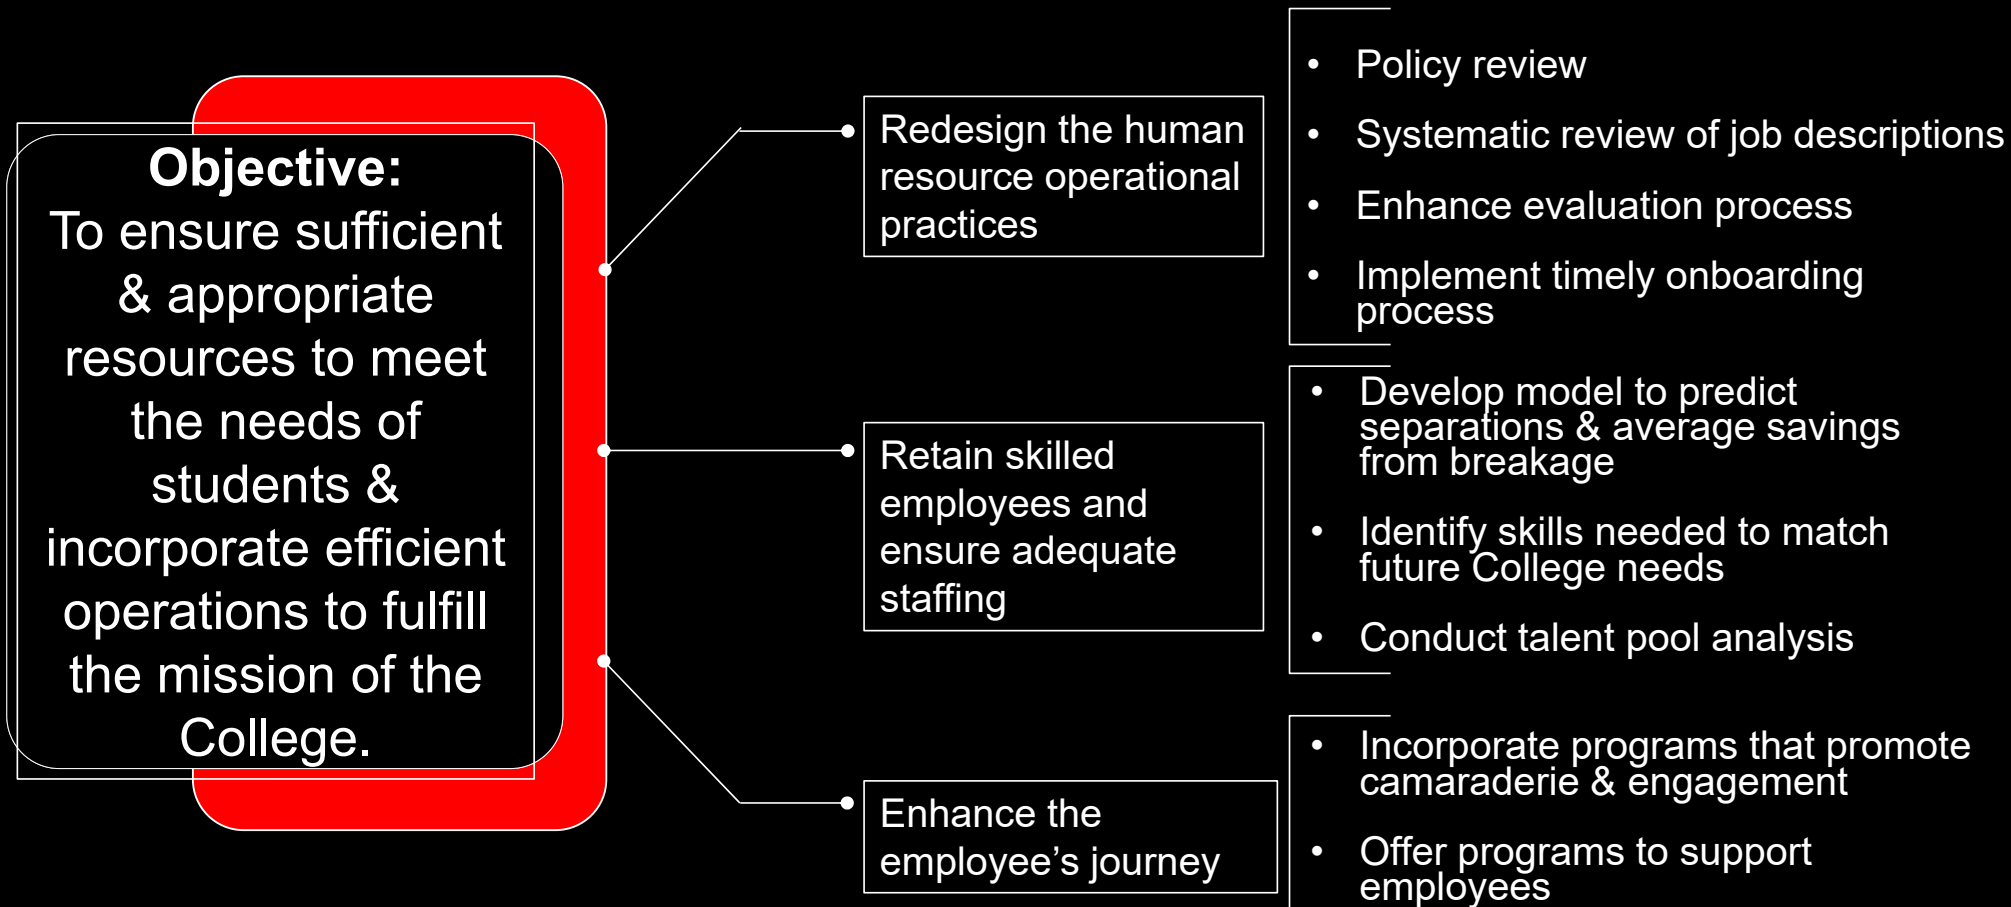 Objective:
To ensure sufficient
& appropriate
resources to meet
the needs of
students &
incorporate efficient
operations to fulfill
the mission of the
College.
Redesign the human
resource operational
practices
• Policy review
• Systematic review of job descriptions
• Enhance evaluation process
• Implement timely onboarding
process
Retain skilled
employees and
ensure adequate
staffing
• Develop model to predict
separations & average savings
from breakage
• Identify skills needed to match
future College needs
• Conduct talent pool analysis
Enhance the
employee’s journey
• Incorporate programs that promote
camaraderie & engagement
• Offer programs to support
employees